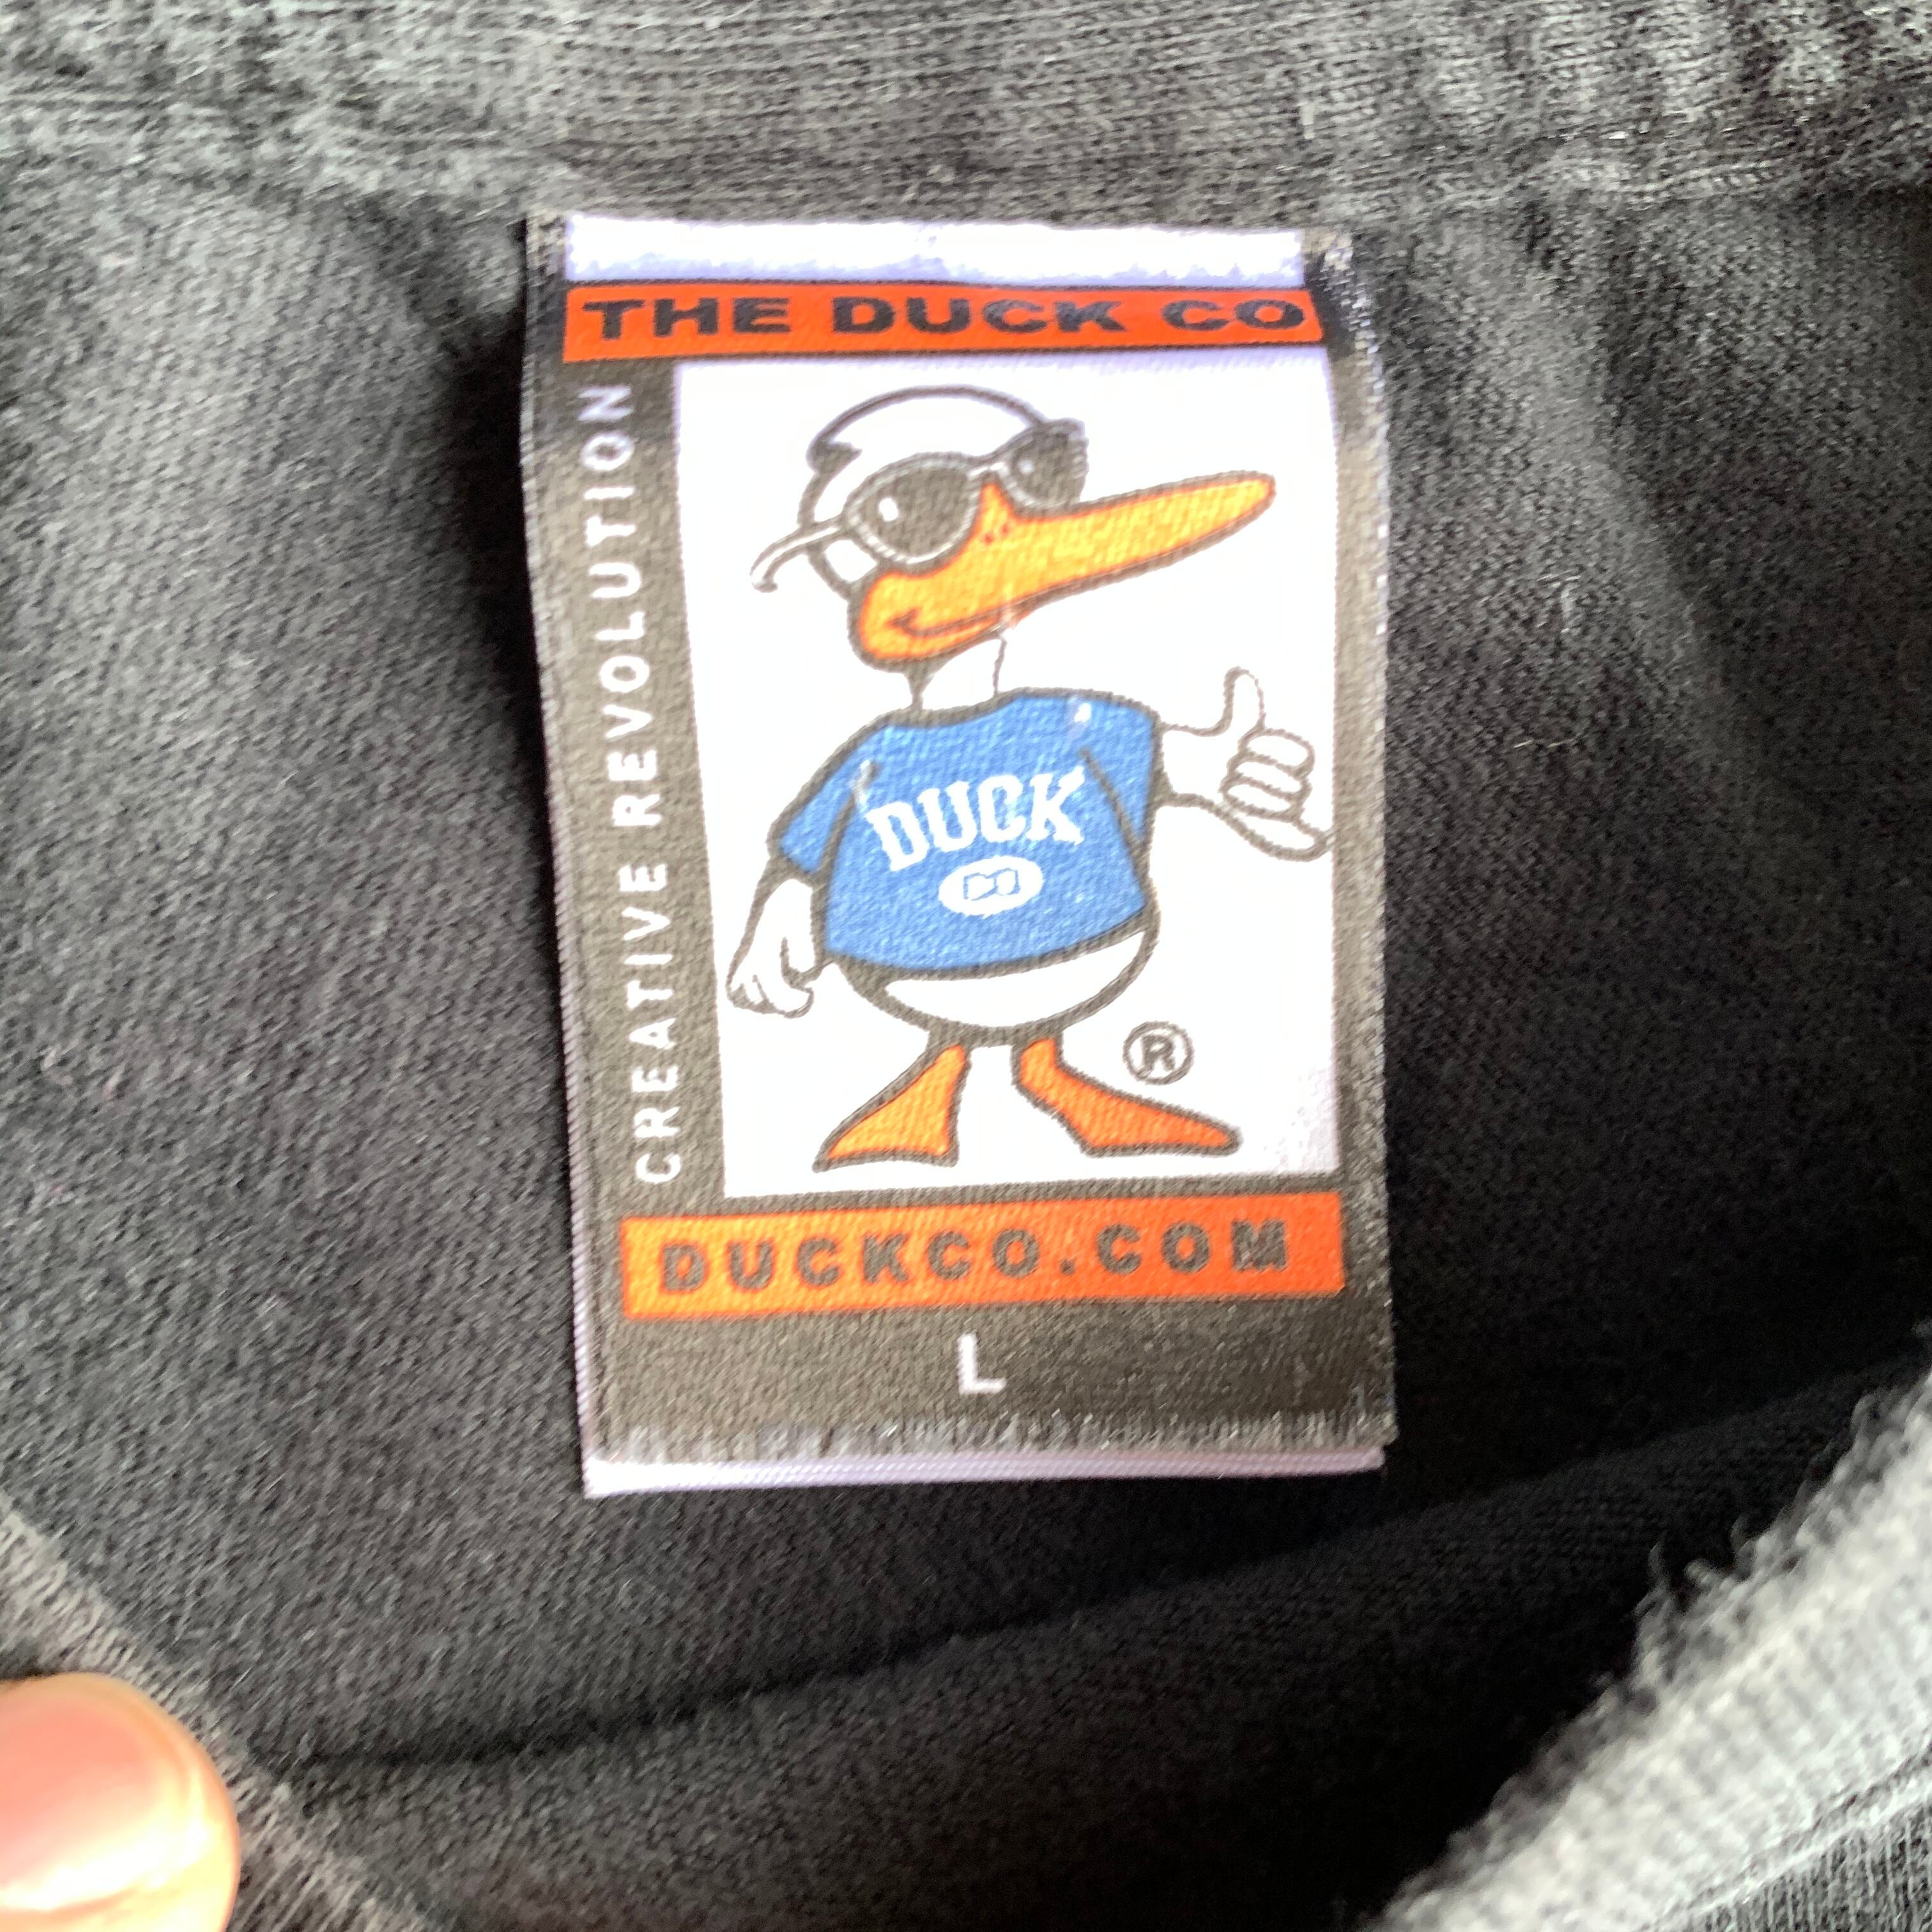 THE DUCK CO
CREATIVE REVOLUTION
DUCK
®
DUCKCO.COM
L